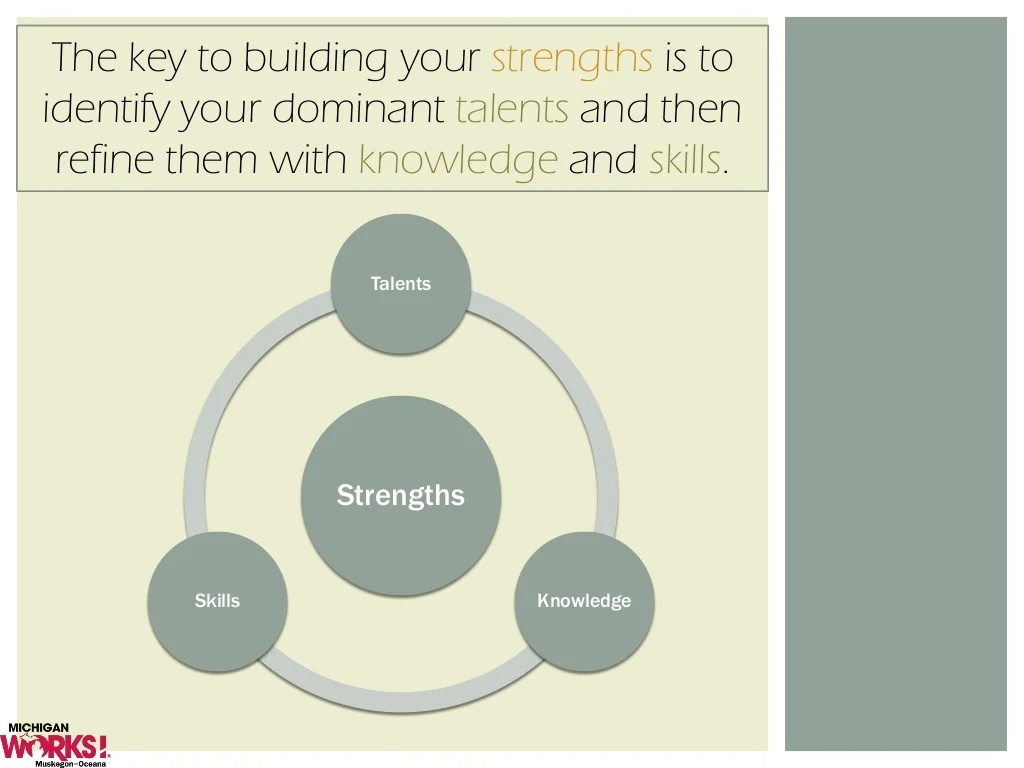 The key to building your strengths is to
identify your dominant talents and then
refine them with knowledge and skills.
Talents
Strengths
Skills
Knowledge
MICHIGAN
WORKS!
Muskegon-Oceana